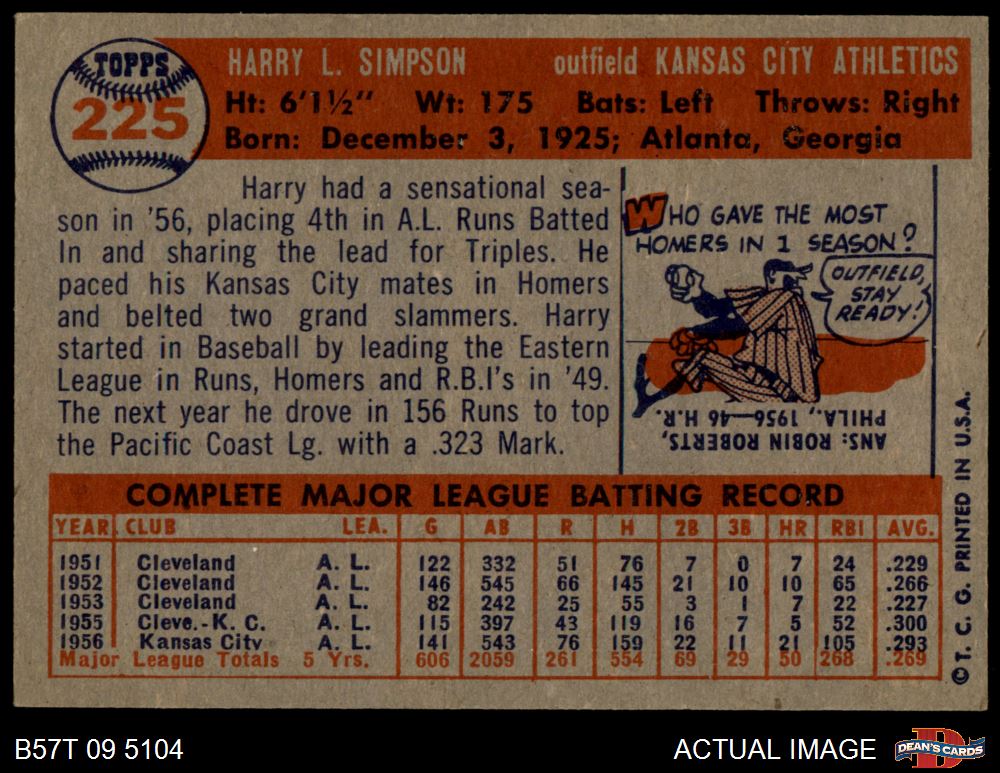 TOPPS
225
HARRY L. SIMPSON outfield KANSAS CITY ATHLETICS
Ht: 6'1½" Wt: 175 Bats: Left Throws: Right
Born: December 3, 1925; Atlanta, Georgia
Harry had a sensational sea-
son in '56, placing 4th in A.L. Runs Batted
In and sharing the lead for Triples. He
paced his Kansas City mates in Homers
and belted two grand slammers. Harry
started in Baseball by leading the Eastern
League in Runs, Homers and R.B.I's in '49.
The next year he drove in 156 Runs to top
the Pacific Coast Lg. with a .323 Mark.
WHO GAVE THE MOST
HOMERS IN 1 SEASON?
OUTFIELD,
STAY
READY!
ANS: ROBIN ROBERTS,
PHILA., 1956—46 H.R.
COMPLETE MAJOR LEAGUE BATTING RECORD
YEAR CLUB LEA. G AB R H 2B 3B HR RBI AVG.
1951 Cleveland A. L. 122 332 51 76 7 0 7 24 .229
1952 Cleveland A. L. 146 545 66 145 21 10 10 65 .266
1953 Cleveland A. L. 82 242 25 55 3 1 7 22 .227
1955 Cleve.-K. C. A. L. 115 397 43 119 16 7 5 52 .300
1956 Kansas City A. L. 141 543 76 159 22 11 21 105 .293
Major League Totals 5 Yrs. 606 2059 261 554 69 29 50 268 .269
©T. C. G. PRINTED IN U.S.A.
B57T 09 5104
ACTUAL IMAGE
D
DEAN'S CARDS